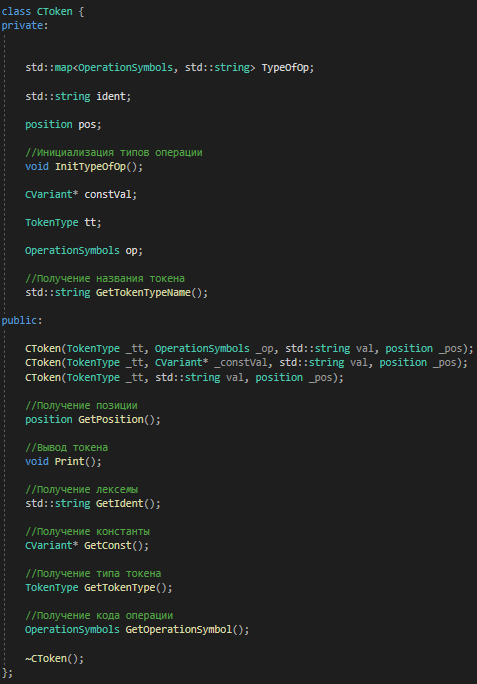 class CToken {
private:
std::map<OperationSymbols, std::string> TypeOfOp;
std::string ident;
position pos;
//Инициализация типов операции
void InitTypeOfOp();
CVariant* constVal;
TokenType tt;
OperationSymbols op;
//Получение названия токена
std::string GetTokenTypeName();
public:
CToken(TokenType _tt, OperationSymbols _op, std::string val, position _pos);
CToken(TokenType _tt, CVariant* _constVal, std::string val, position _pos);
CToken(TokenType _tt, std::string val, position _pos);
//Получение позиции
position GetPosition();
//Вывод токена
void Print();
//Получение лексемы
std::string GetIdent();
//Получение константы
CVariant* GetConst();
//Получение типа токена
TokenType GetTokenType();
//Получение кода операции
OperationSymbols GetOperationSymbol();
~CToken();
};